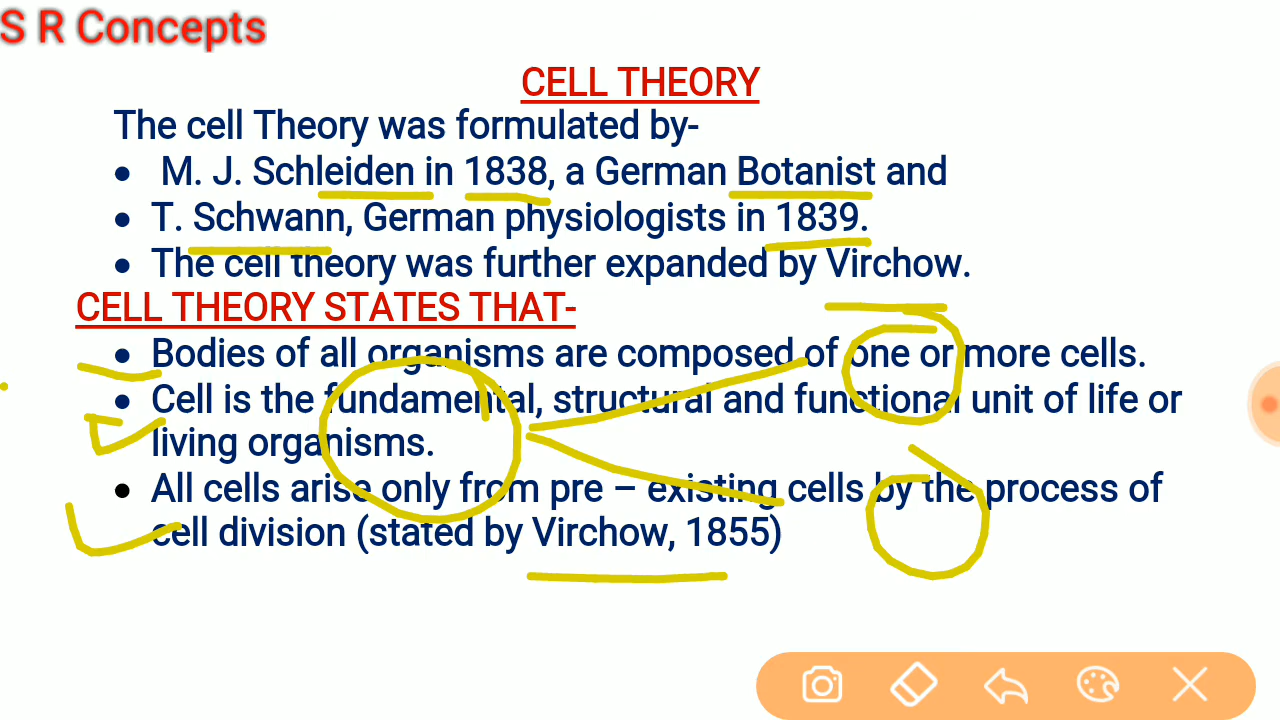 S R Concepts
CELL THEORY
The cell Theory was formulated by-
• M. J. Schleiden in 1838, a German Botanist and
• T. Schwann, German physiologists in 1839.
• The cell theory was further expanded by Virchow.
CELL THEORY STATES THAT-
• Bodies of all organisms are composed of one or more cells.
• Cell is the fundamental, structural and functional unit of life or
living organisms.
• All cells arise only from pre – existing cells by the process of
cell division (stated by Virchow, 1855)